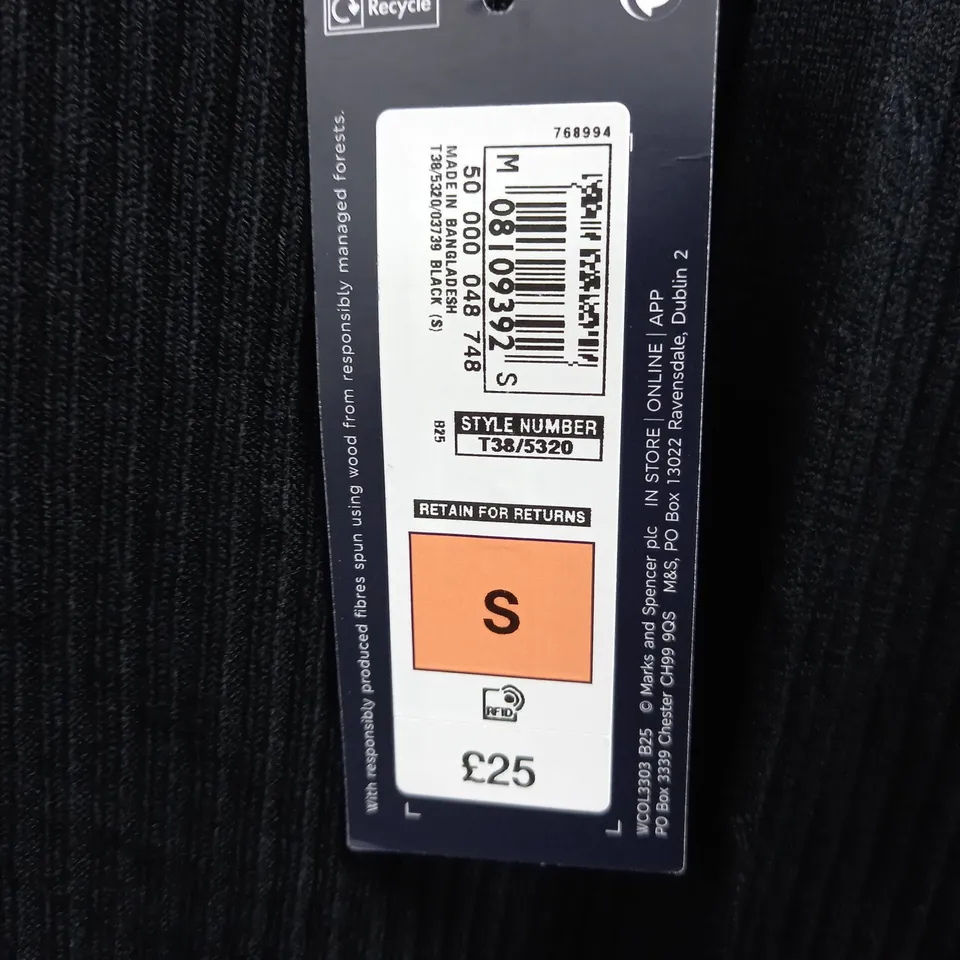 Recycle
768994
M 08109392 S
50 000 048 748
MADE IN BANGLADESH
T38/5320/03739 BLACK (S)
B25
STYLE NUMBER
T38/5320
RETAIN FOR RETURNS
S
RFID
£25
With responsibly produced fibres spun using wood from responsibly managed forests.
IN STORE | ONLINE | APP
WCOL3303 B25 © Marks and Spencer plc
PO Box 3339 Chester CH99 9QS M&S, PO Box 13022 Ravensdale, Dublin 2